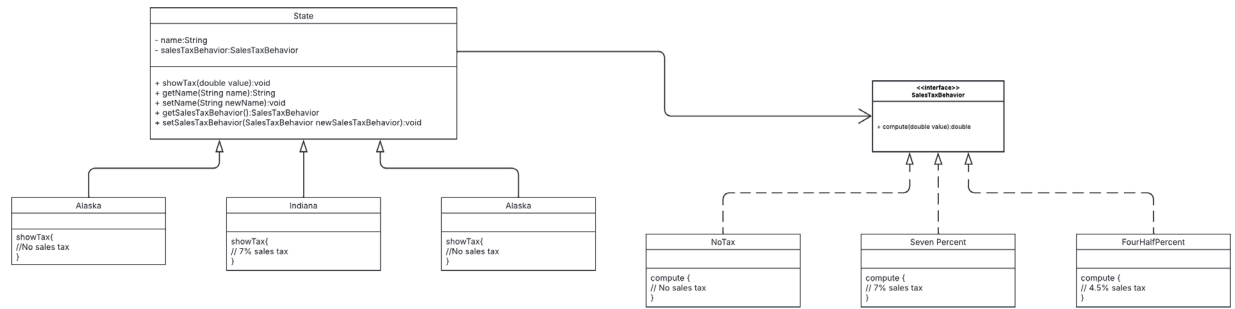 State
- name:String
- salesTaxBehavior:SalesTaxBehavior
+ showTax(double value):void
+ getName(String name):String
+ setName(String newName):void
+ getSalesTaxBehavior():SalesTaxBehavior
+ setSalesTaxBehavior(SalesTaxBehavior newSalesTaxBehavior):void
<<interface>>
SalesTaxBehavior
+ compute(double value):double
Alaska
showTax{
//No sales tax
}
Indiana
showTax{
// 7% sales tax
}
Alaska
showTax{
//No sales tax
}
NoTax
compute {
// No sales tax
}
Seven Percent
compute {
// 7% sales tax
}
FourHalfPercent
compute {
// 4.5% sales tax
}